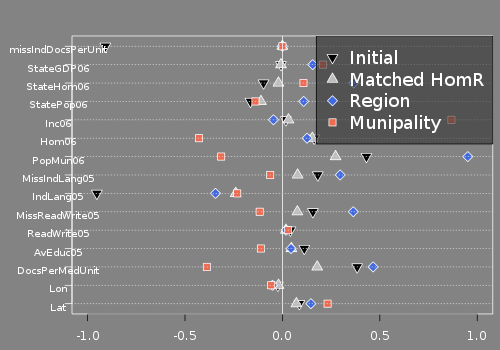 missIndDocsPerUnit
StateGDP06
StateHom06
StatePop06
Inc06
Hom06
PopMun06
MissIndLang05
IndLang05
MissReadWrite05
ReadWrite05
AvEduc05
DocsPerMedUnit
Lon
Lat
Initial
Matched HomR
Region
Munipality
-1.0 -0.5 0.0 0.5 1.0